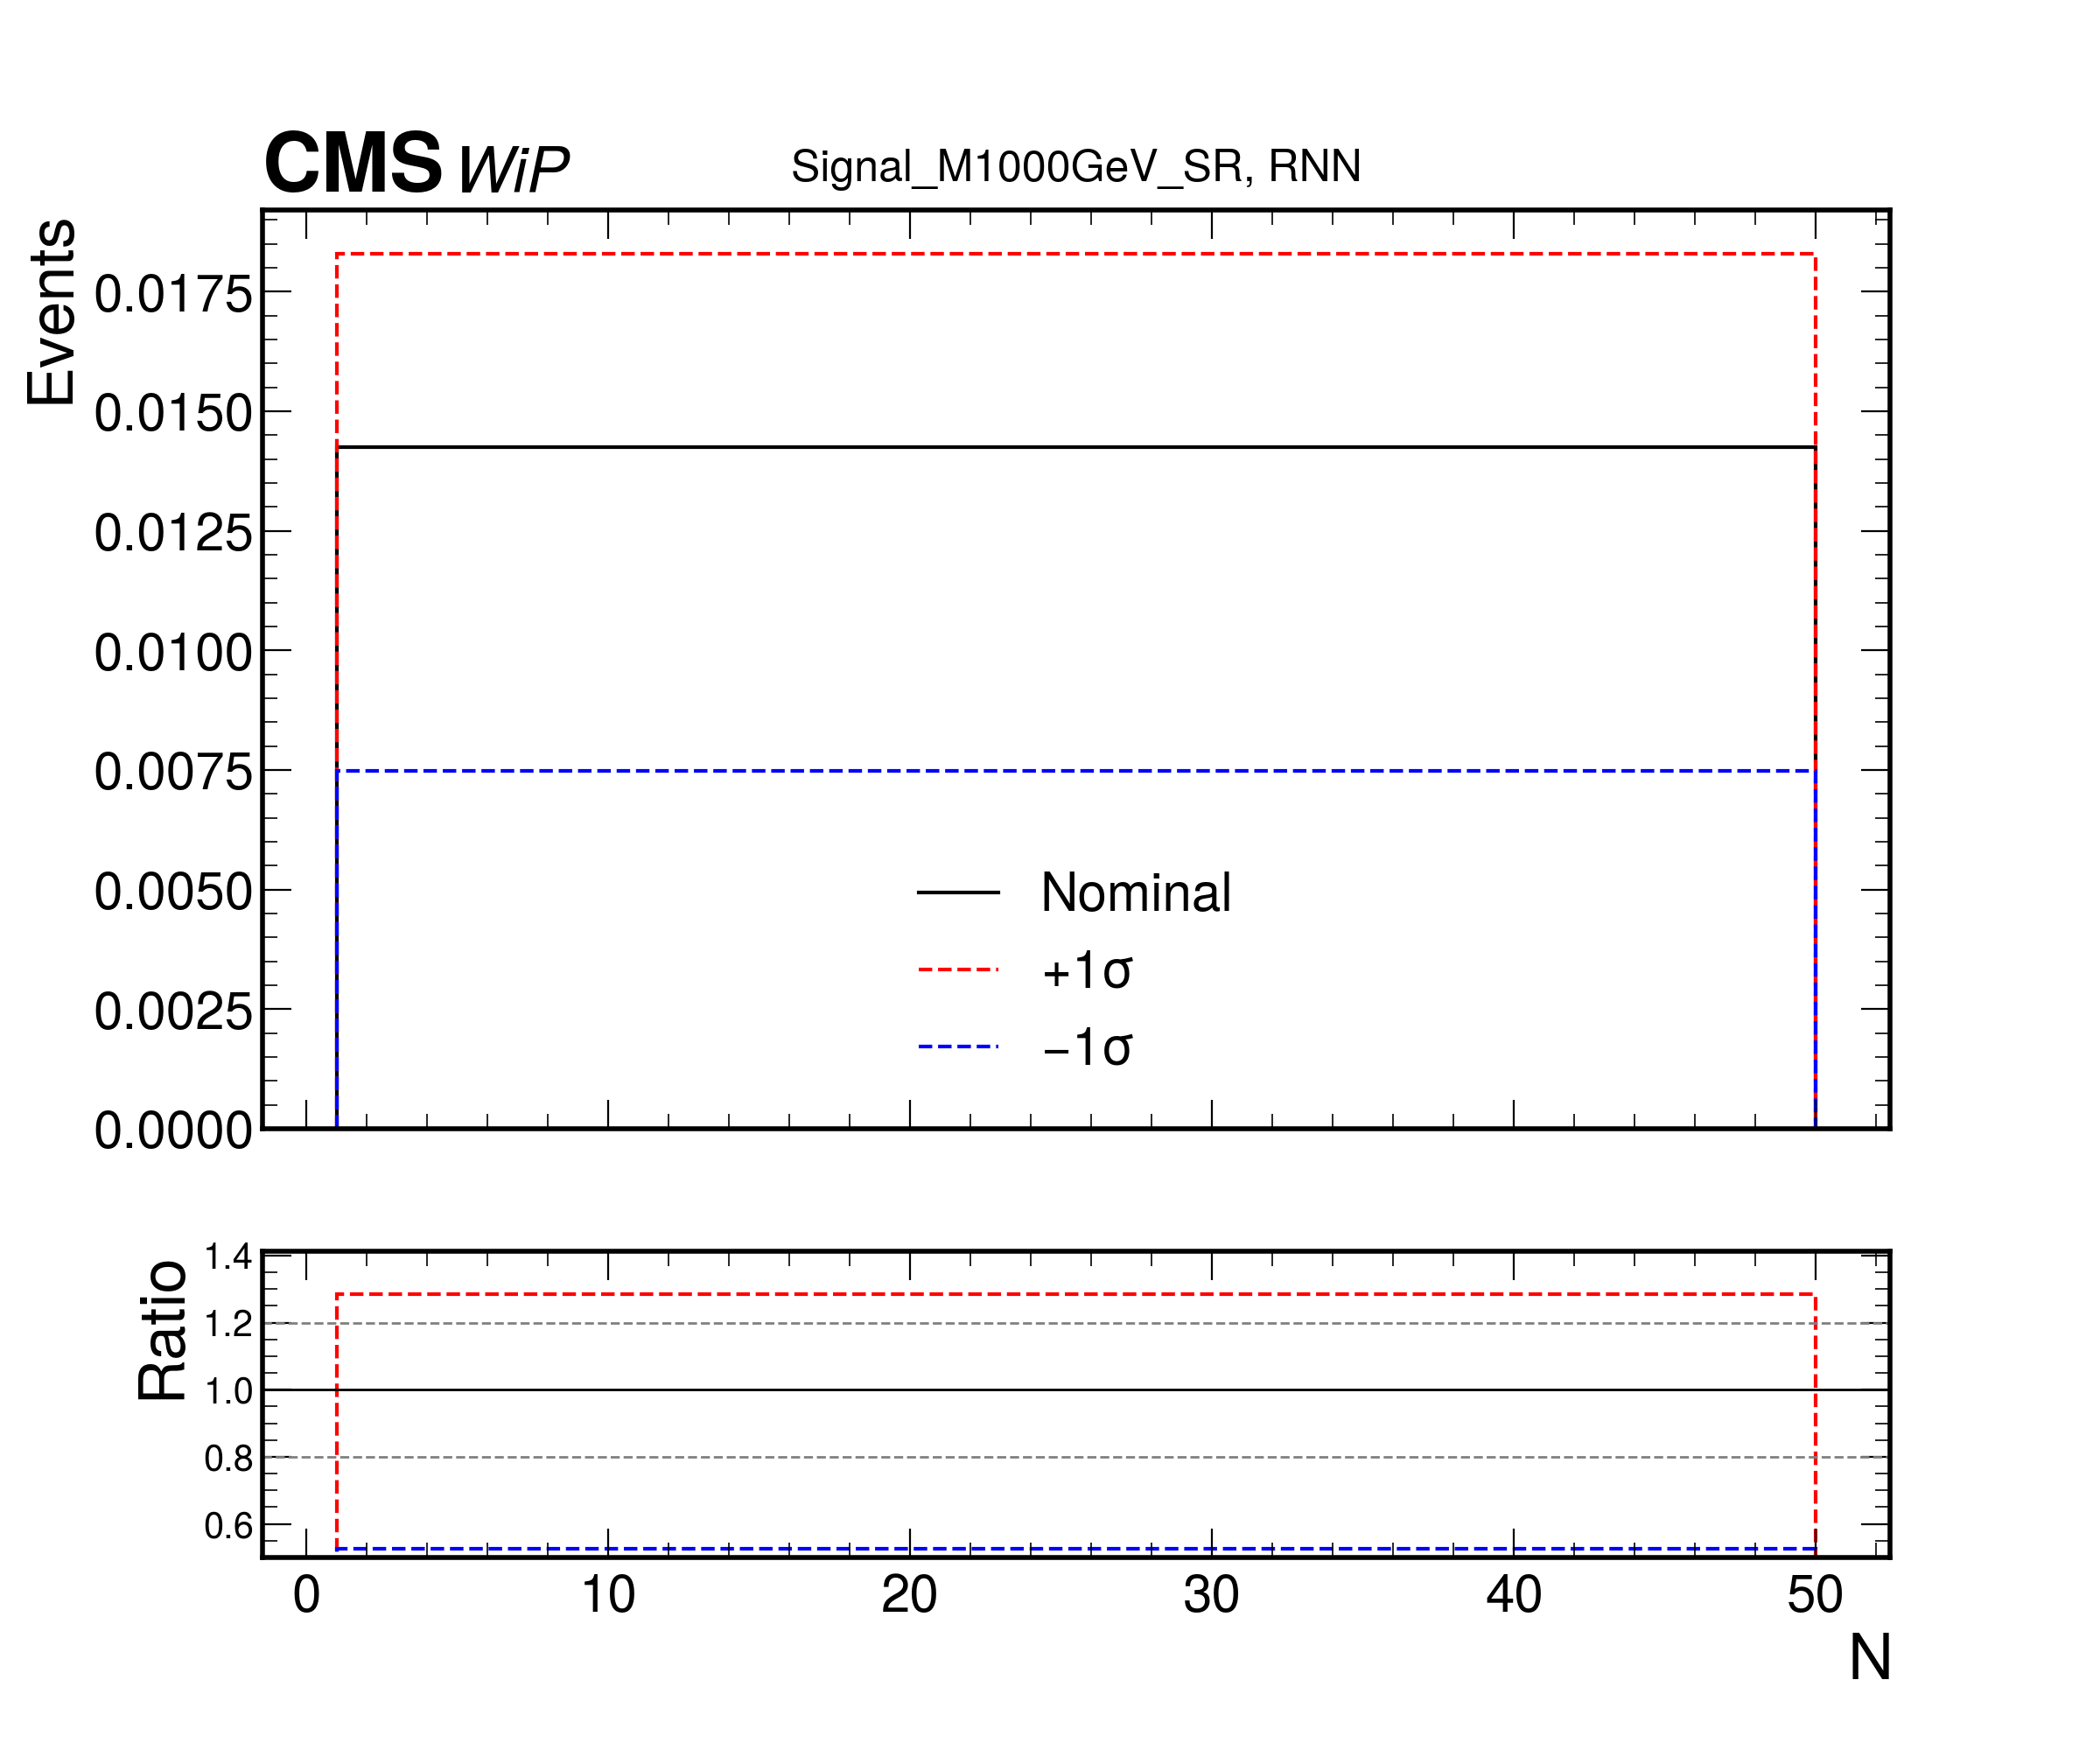 CMS WiP
Signal_M1000GeV_SR, RNN
Events
0.0175
0.0150
0.0125
0.0100
0.0075
0.0050
0.0025
0.0000
Nominal
+1σ
−1σ
Ratio
1.4
1.2
1.0
0.8
0.6
0 10 20 30 40 50
N